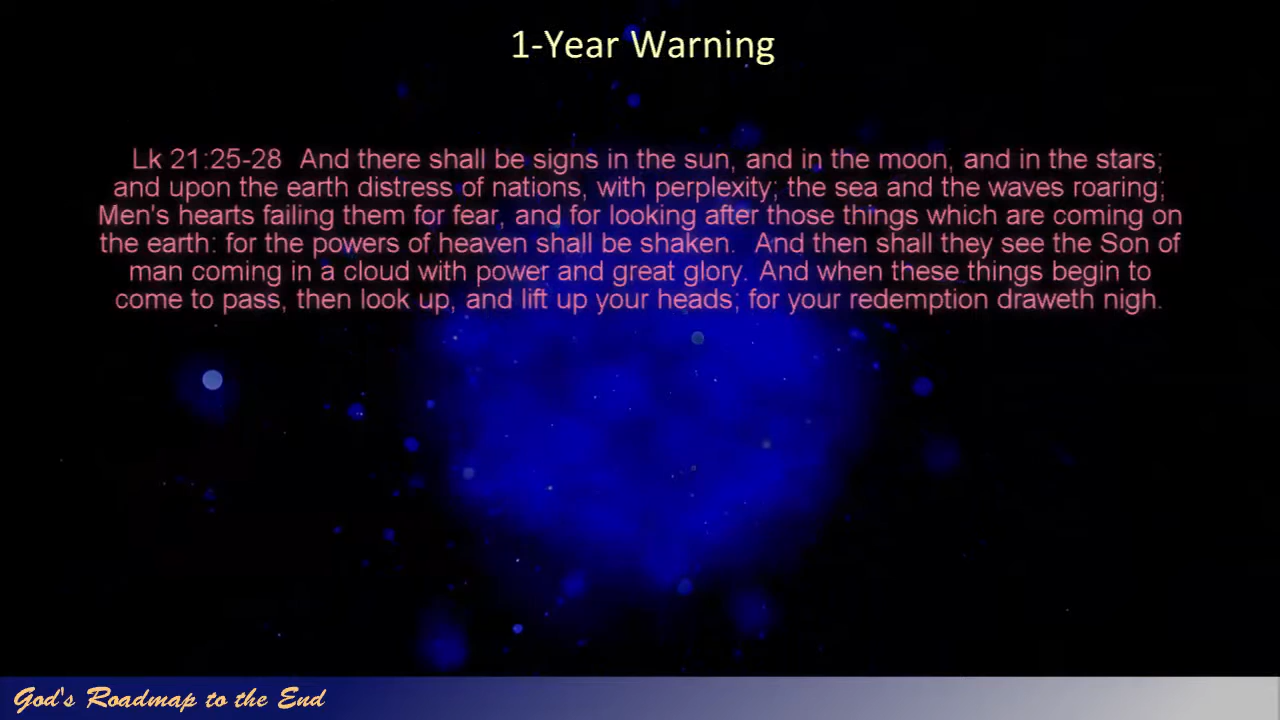 1-Year Warning
Lk 21:25-28  And there shall be signs in the sun, and in the moon, and in the stars;
and upon the earth distress of nations, with perplexity; the sea and the waves roaring;
Men's hearts failing them for fear, and for looking after those things which are coming on
the earth: for the powers of heaven shall be shaken.  And then shall they see the Son of
man coming in a cloud with power and great glory. And when these things begin to
come to pass, then look up, and lift up your heads; for your redemption draweth nigh.
God's Roadmap to the End